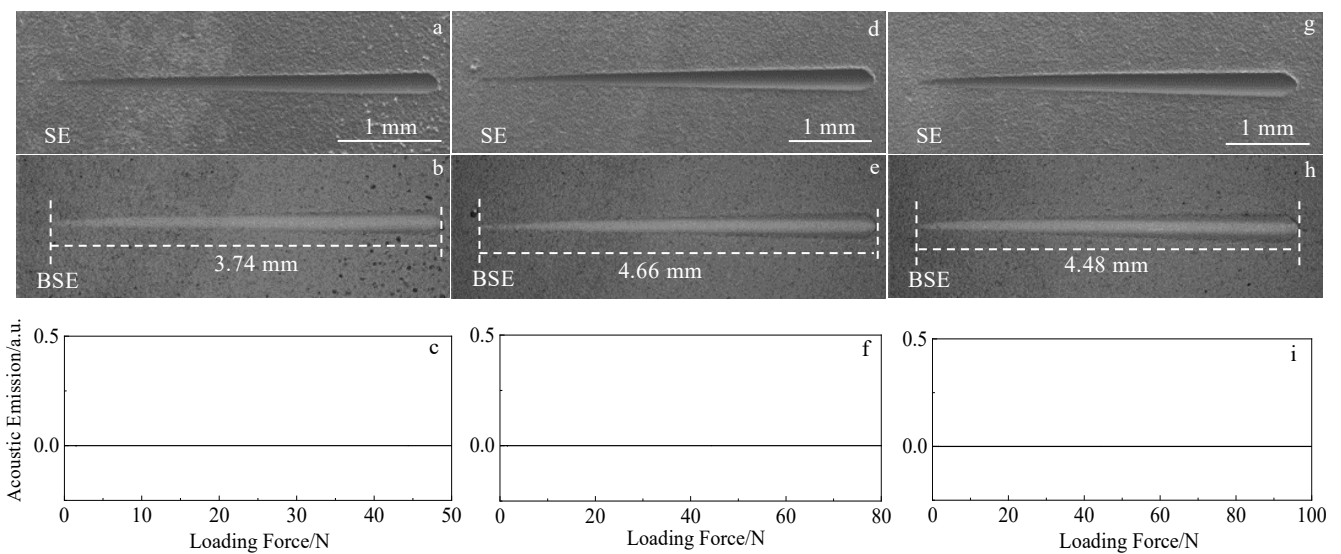 a
SE
1 mm
d
SE
1 mm
g
SE
1 mm
b
3.74 mm
BSE
e
4.66 mm
BSE
h
4.48 mm
BSE
Acoustic Emission/a.u.
0.5
0.0
c
0 10 20 30 40 50
Loading Force/N
0.5
0.0
f
0 20 40 60 80
Loading Force/N
0.5
0.0
i
0 20 40 60 80 100
Loading Force/N